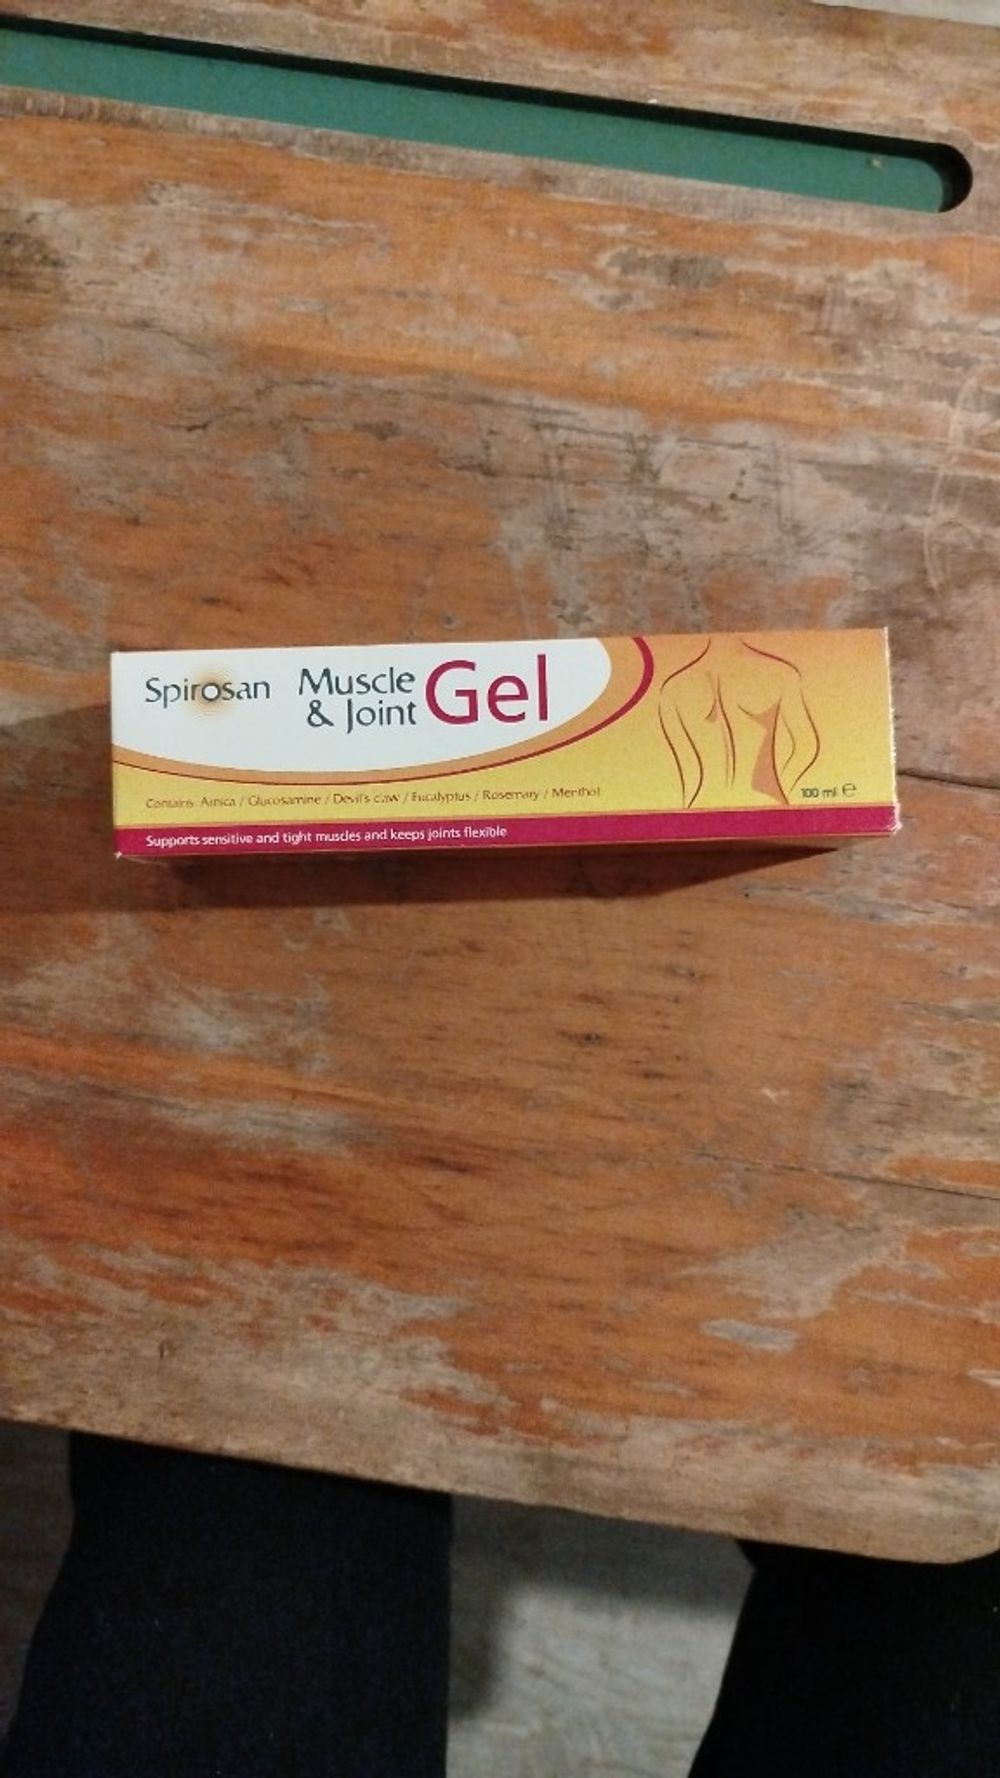 Spirosan
Muscle
& Joint
Gel
Contains: Arnica / Glucosamine / Devil's claw / Eucalyptus / Rosemary / Menthol
100 ml ℮
Supports sensitive and tight muscles and keeps joints flexible